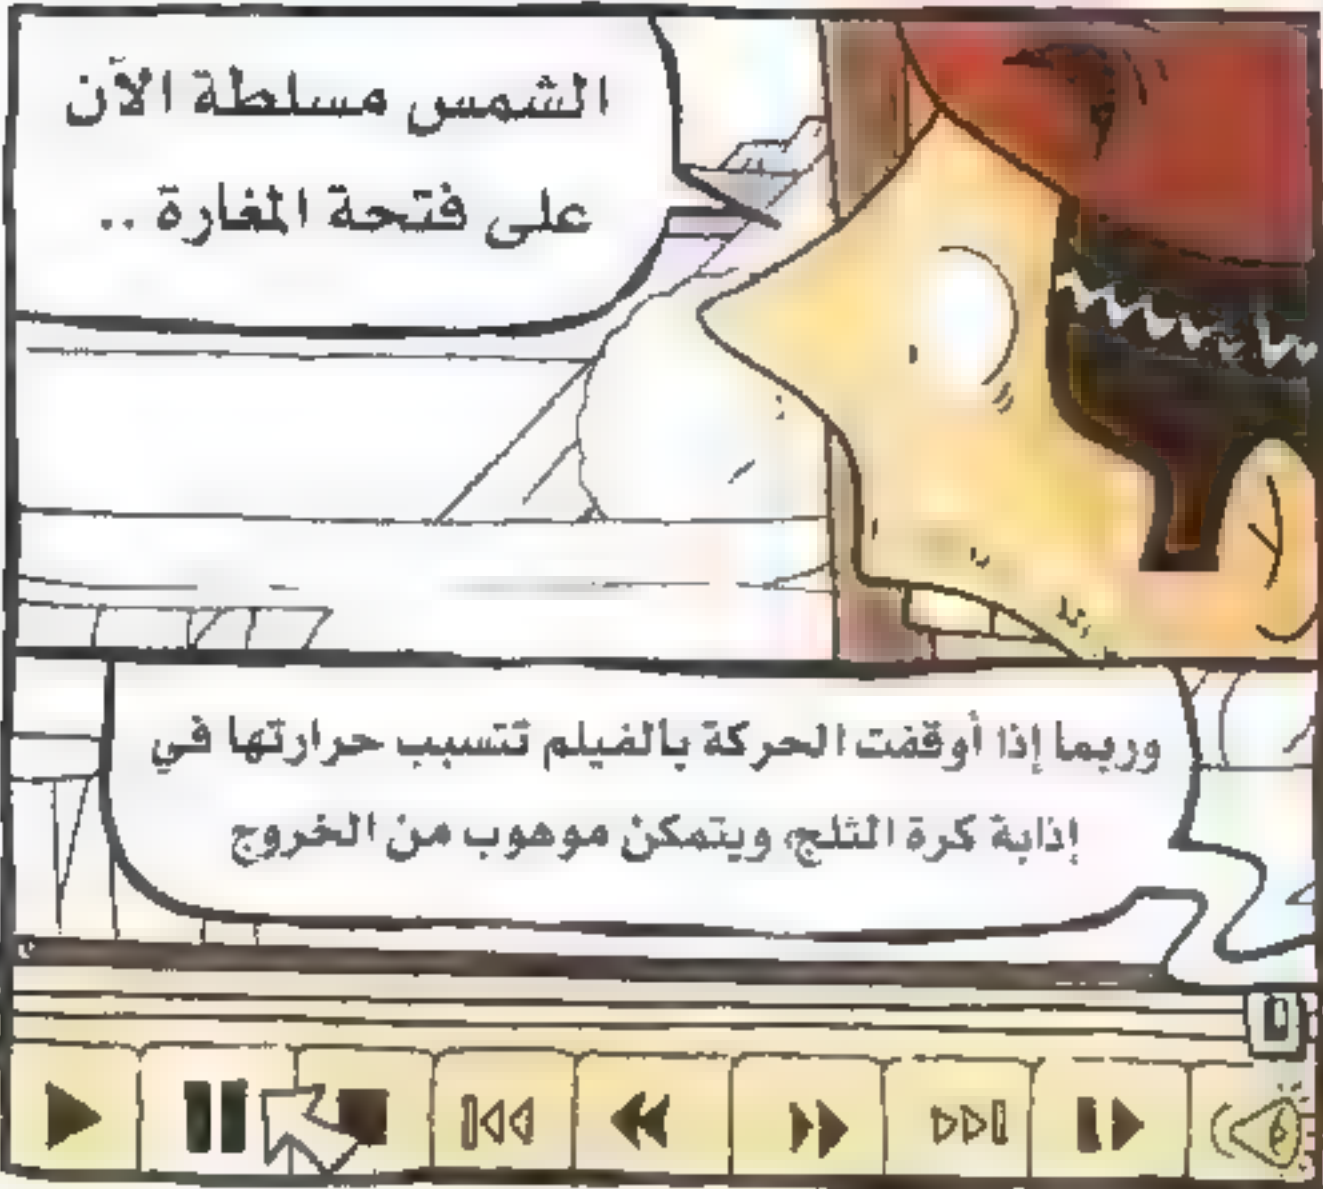 الشمس مسلطة الآن
على فتحة المغارة ..
وربما إذا أوقفت الحركة بالفيلم تتسبب حرارتها في
إذابة كرة الثلج، ويتمكن موهوب من الخروج